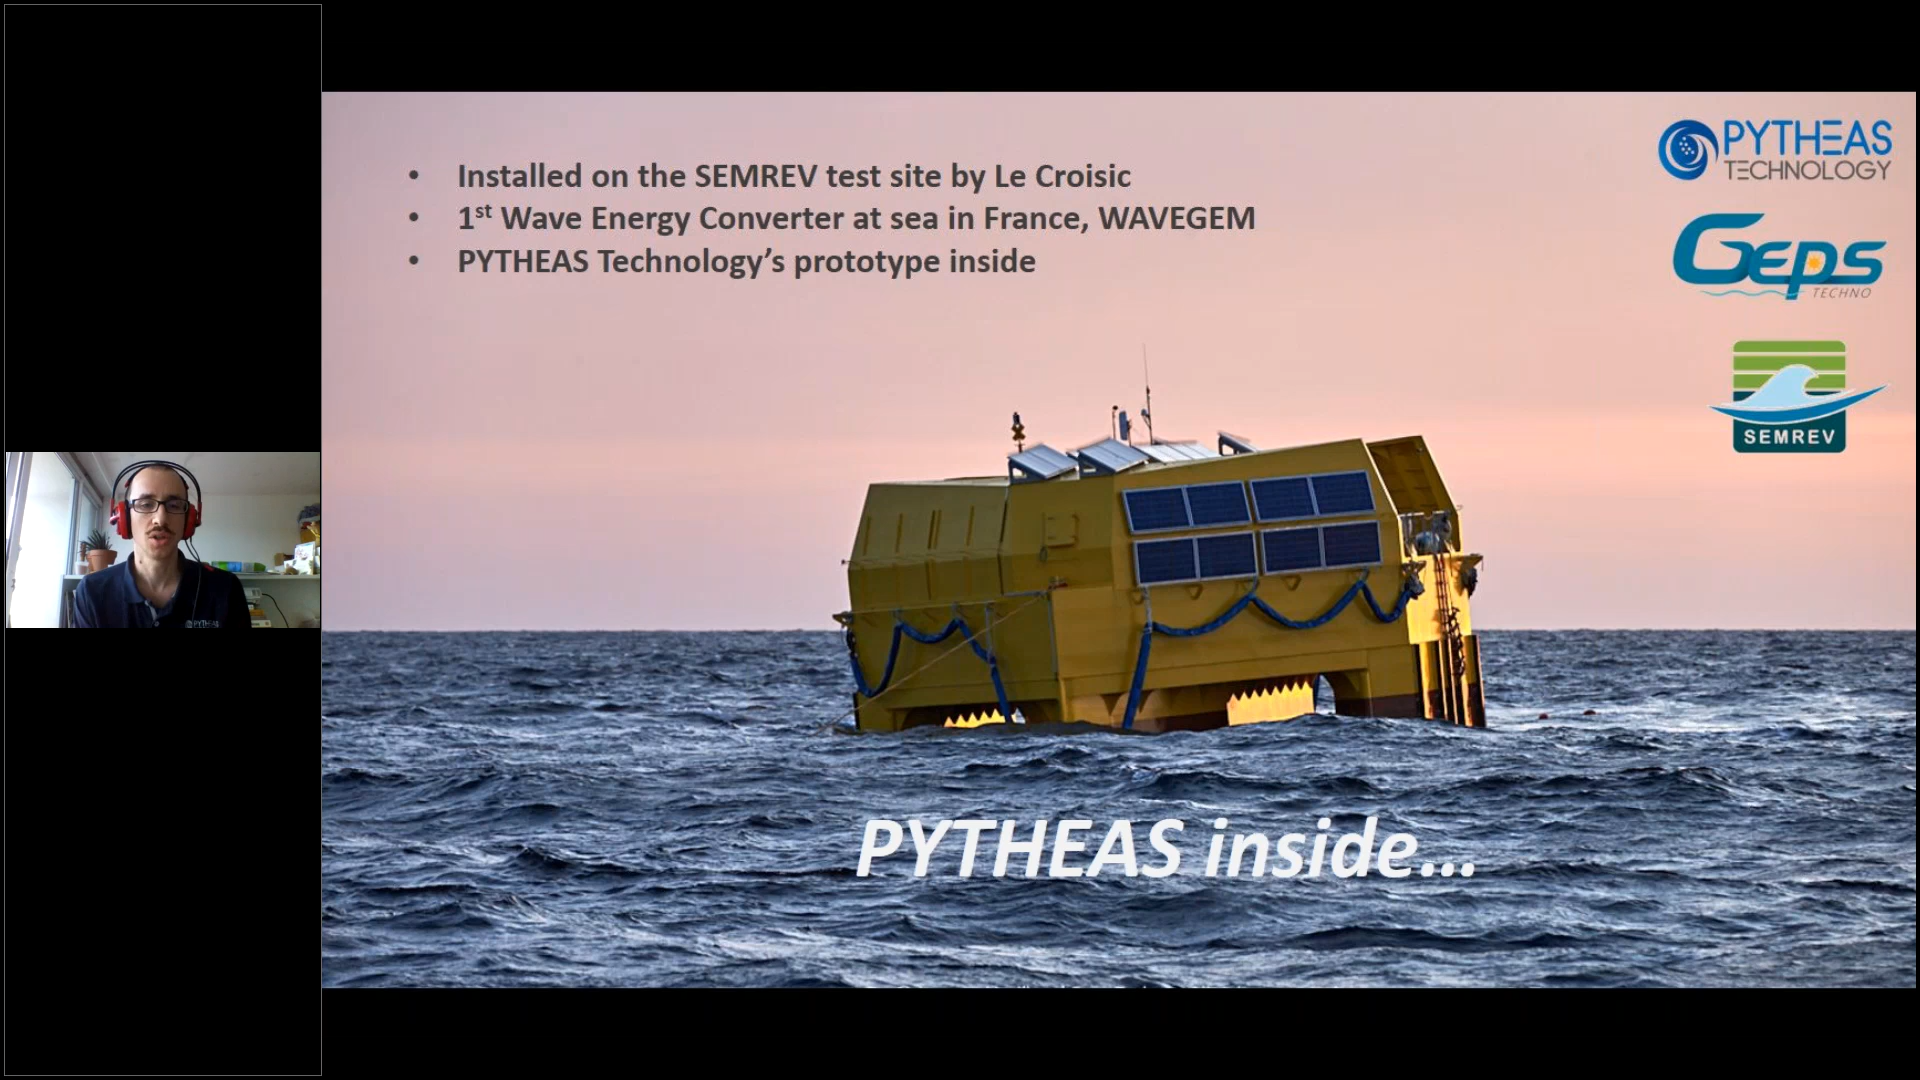 • Installed on the SEMREV test site by Le Croisic
• 1st Wave Energy Converter at sea in France, WAVEGEM
• PYTHEAS Technology’s prototype inside
PYTHEAS
TECHNOLOGY
Geps
TECHNO
SEMREV
PYTHEAS inside...